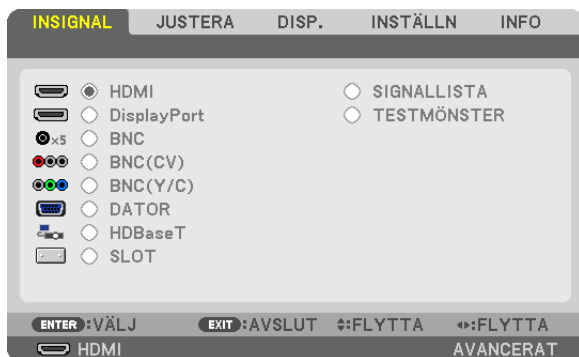 INSIGNAL JUSTERA DISP. INSTÄLLN INFO
HDMI SIGNALLISTA
DisplayPort TESTMÖNSTER
×5 BNC
BNC(CV)
BNC(Y/C)
DATOR
HDBaseT
SLOT
ENTER:VÄLJ EXIT:AVSLUT :FLYTTA :FLYTTA
HDMI AVANCERAT